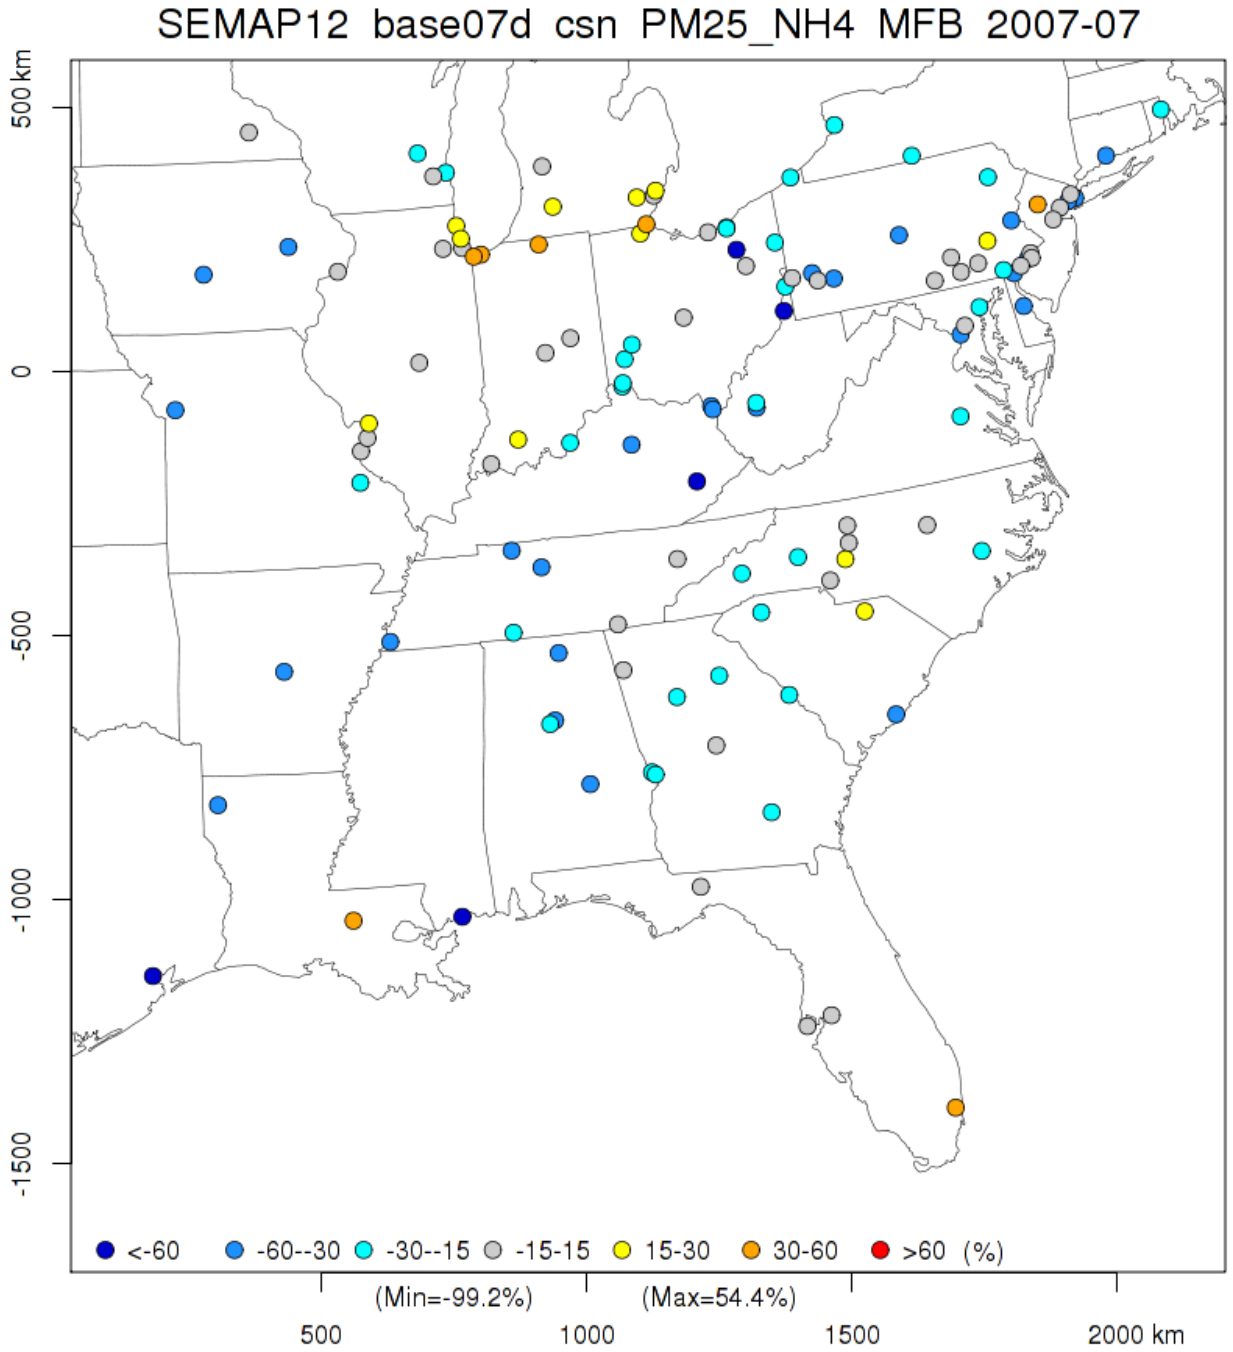 SEMAP12 base07d csn PM25_NH4 MFB 2007-07
500 km
0
-500
-1000
-1500
<-60 -60--30 -30--15 -15-15 15-30 30-60 >60 (%)
(Min=-99.2%) (Max=54.4%)
500 1000 1500 2000 km